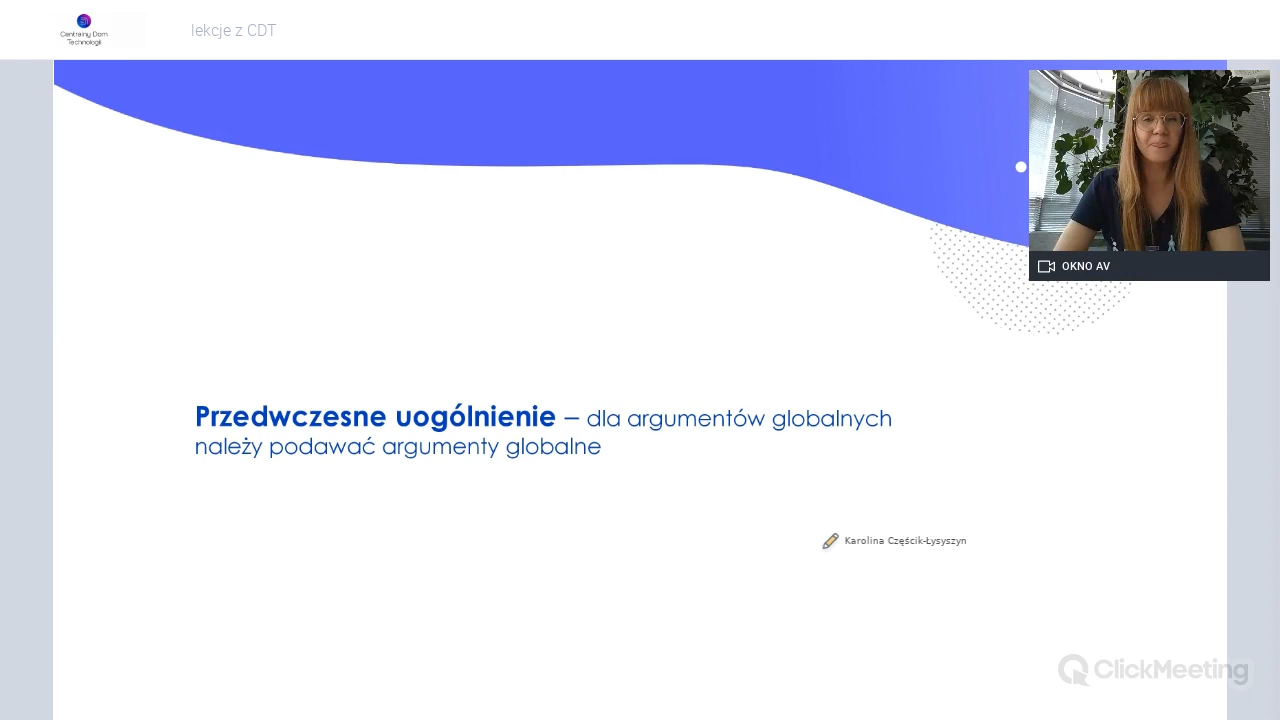 Centralny Dom
Technologii
lekcje z CDT
OKNO AV
Przedwczesne uogólnienie – dla argumentów globalnych
należy podawać argumenty globalne
Karolina Częścik-Łysyszyn
ClickMeeting